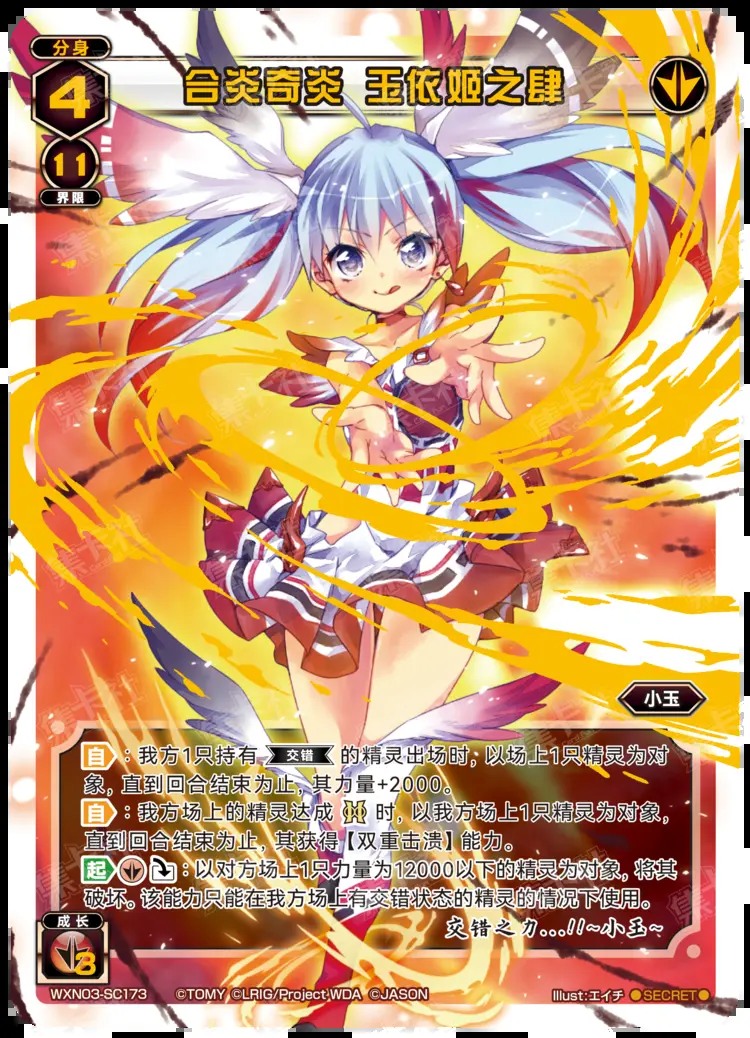 分身
4
合炎奇炎 玉依姬之肆
11
界限
小玉
自：我方1只持有 交错 的精灵出场时，以场上1只精灵为对
象，直到回合结束为止，其力量+2000。
自：我方场上的精灵达成 时，以我方场上1只精灵为对象，
直到回合结束为止，其获得【双重击溃】能力。
起 ：以对方场上1只力量为12000以下的精灵为对象，将其
破坏。该能力只能在我方场上有交错状态的精灵的情况下使用。
交错之力...!!~小玉~
成长
3
WXN03-SC173 ©TOMY ©LRIG/Project WDA ©JASON Illust:エイチ ●SECRET●
集卡社